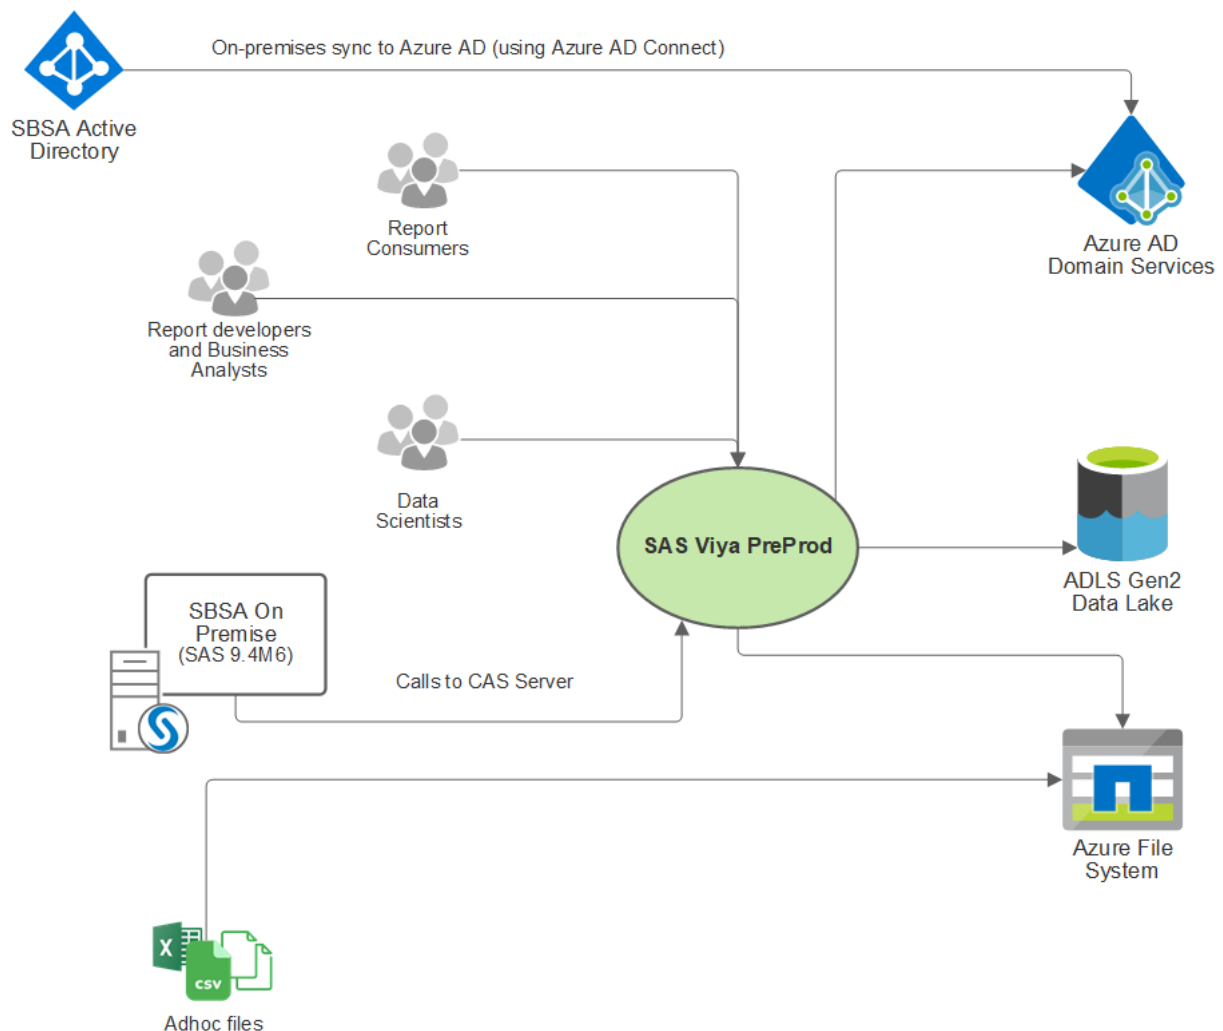 On-premises sync to Azure AD (using Azure AD Connect)
SBSA Active
Directory
Report
Consumers
Azure AD
Domain Services
Report developers
and Business
Analysts
Data
Scientists
SAS Viya PreProd
ADLS Gen2
Data Lake
SBSA On
Premise
(SAS 9.4M6)
Calls to CAS Server
Azure File
System
X
csv
Adhoc files